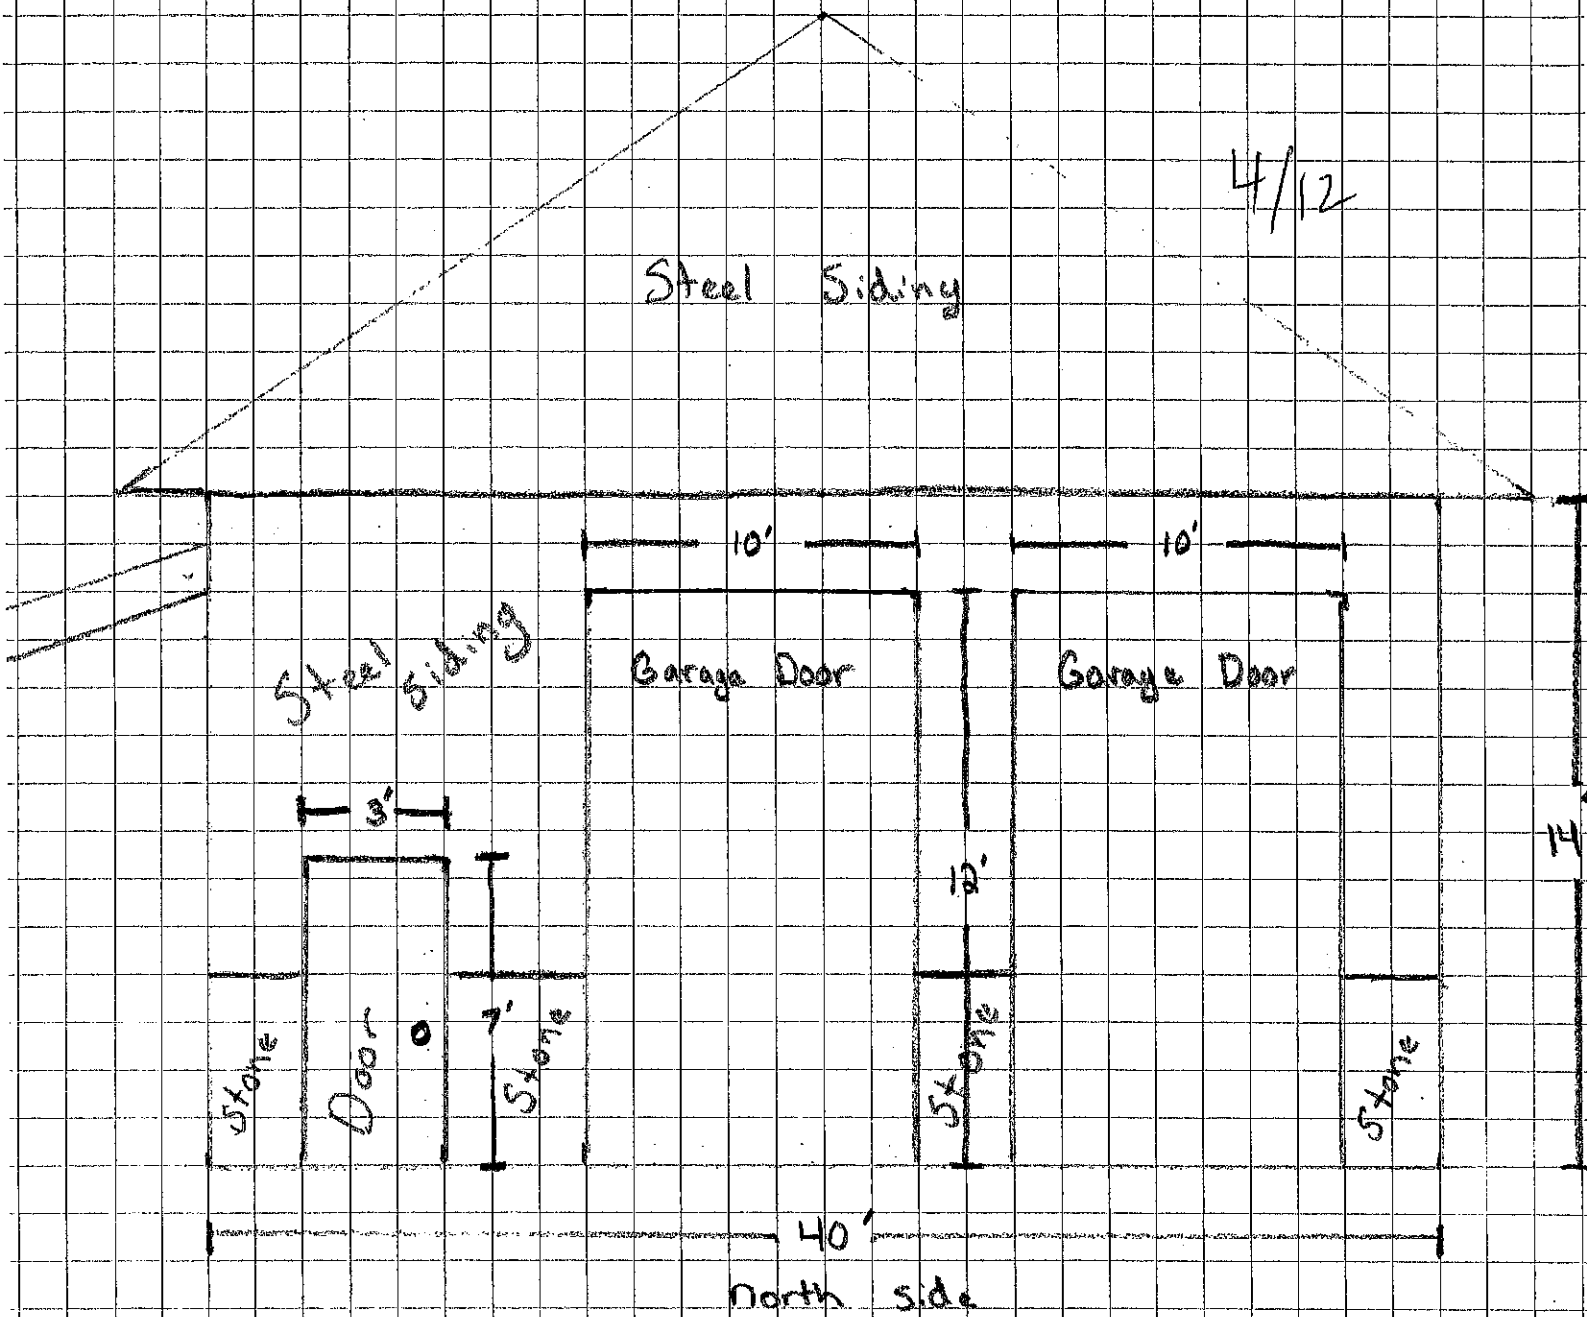 4/12
Steel Siding
10'
10'
Steel siding
Garage Door
Garage Door
3'
12'
14
7'
Stone
Door
Stone
Stone
Stone
40'
north side